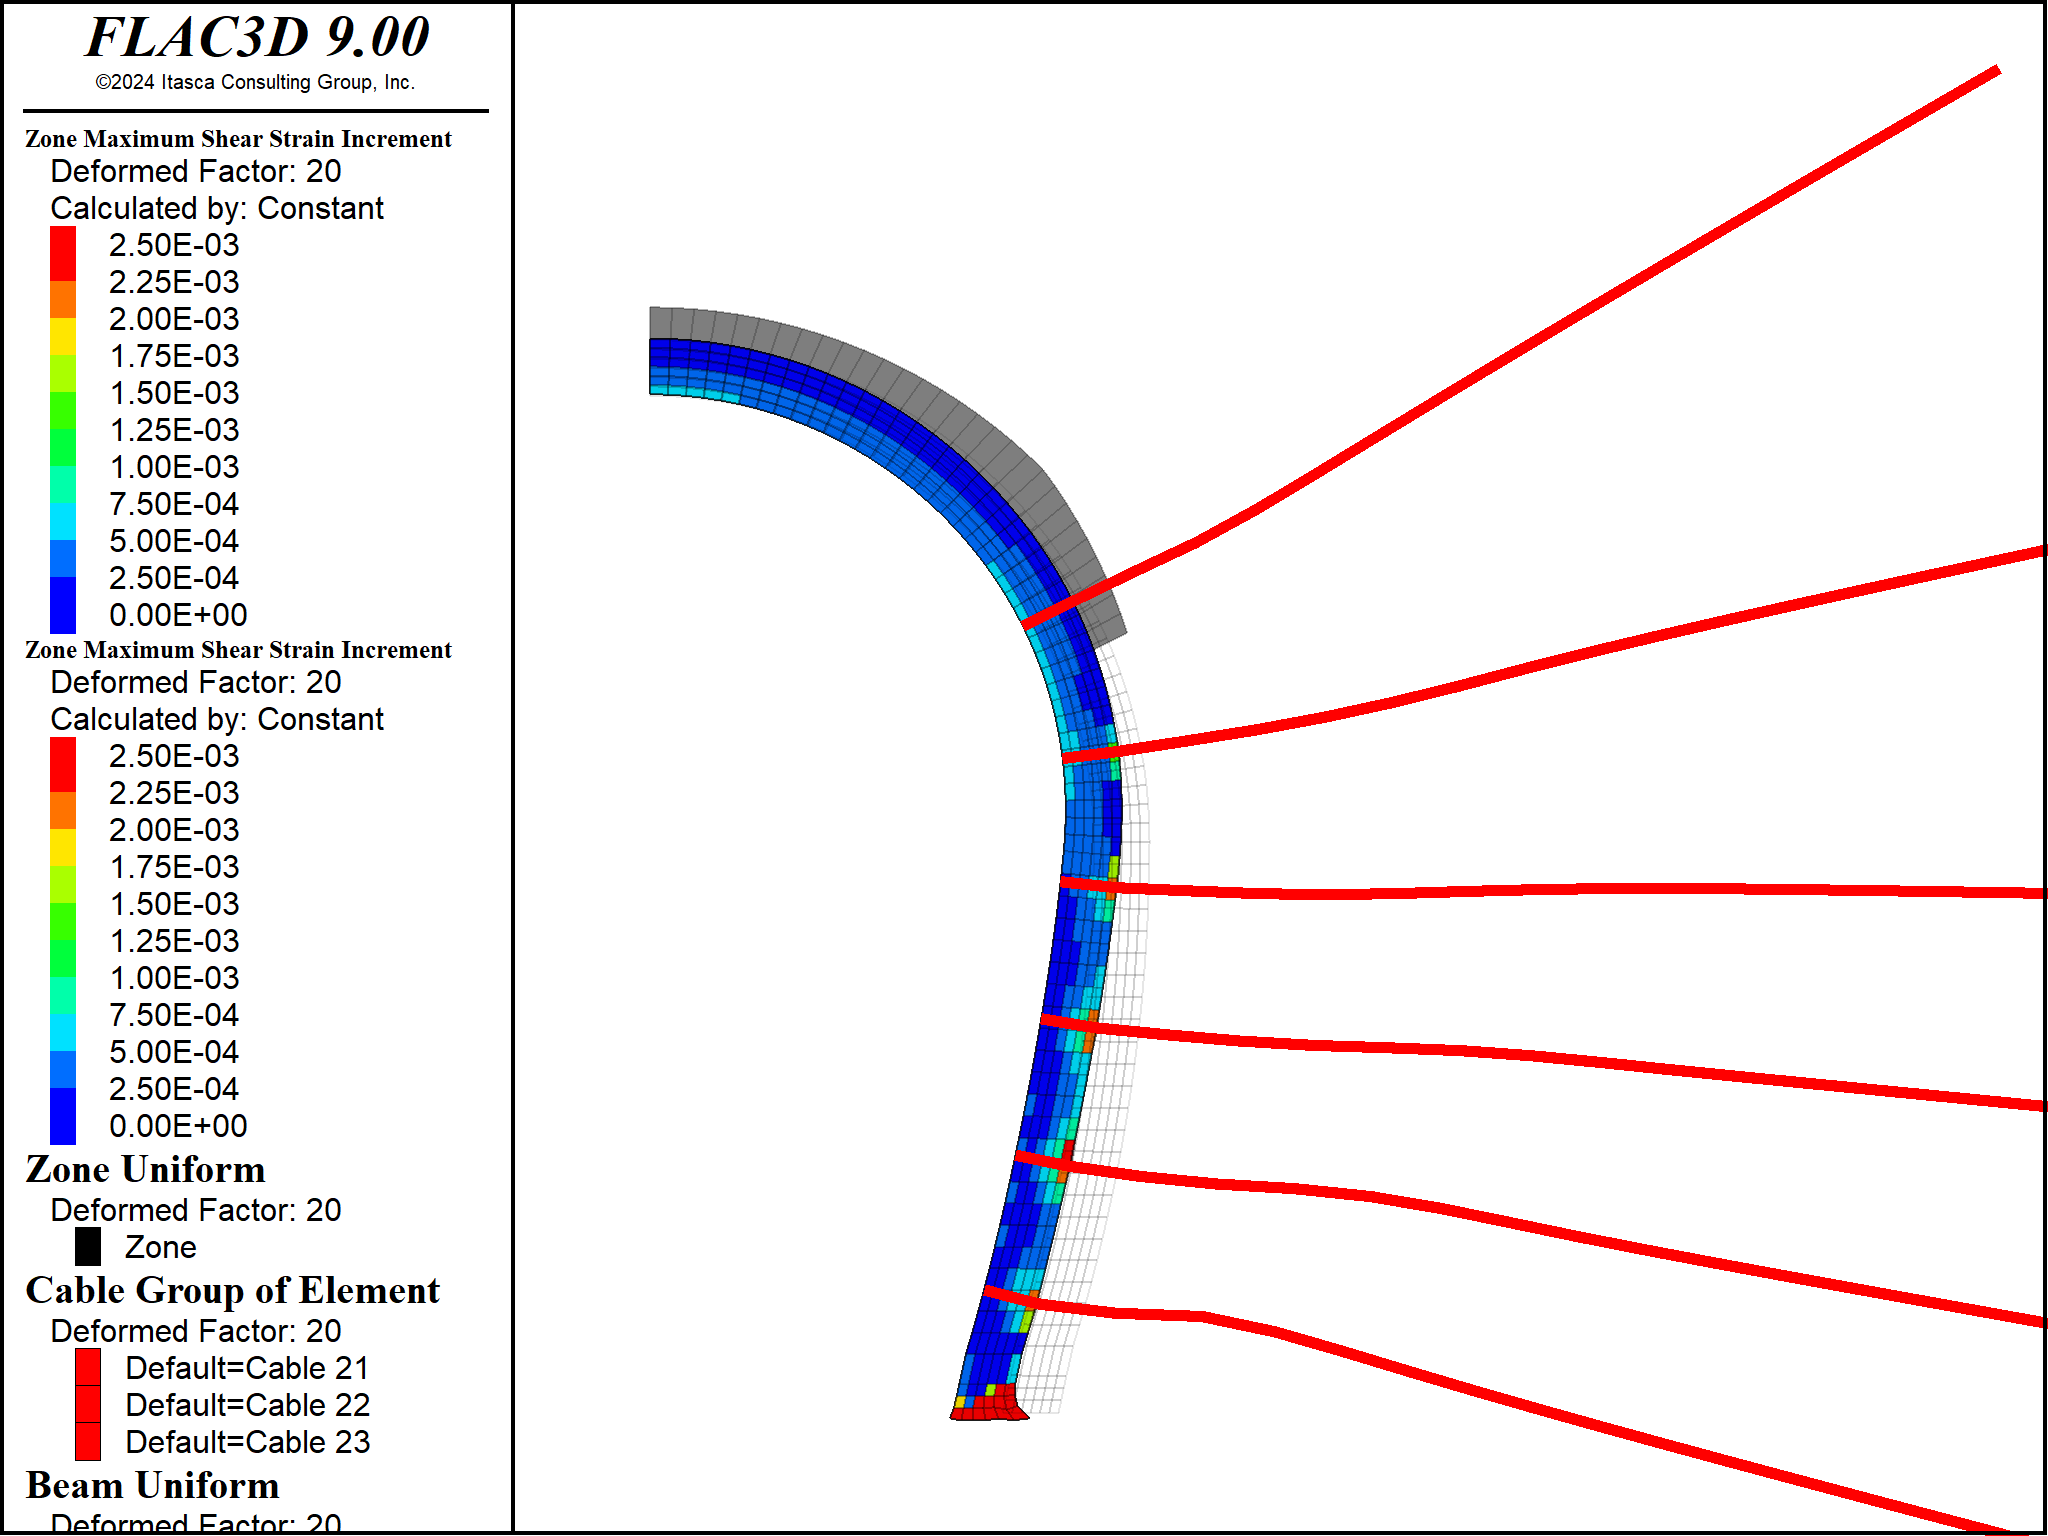 FLAC3D 9.00
©2024 Itasca Consulting Group, Inc.
Zone Maximum Shear Strain Increment
Deformed Factor: 20
Calculated by: Constant
2.50E-03
2.25E-03
2.00E-03
1.75E-03
1.50E-03
1.25E-03
1.00E-03
7.50E-04
5.00E-04
2.50E-04
0.00E+00
Zone Maximum Shear Strain Increment
Deformed Factor: 20
Calculated by: Constant
2.50E-03
2.25E-03
2.00E-03
1.75E-03
1.50E-03
1.25E-03
1.00E-03
7.50E-04
5.00E-04
2.50E-04
0.00E+00
Zone Uniform
Deformed Factor: 20
Zone
Cable Group of Element
Deformed Factor: 20
Default=Cable 21
Default=Cable 22
Default=Cable 23
Beam Uniform
Deformed Factor: 20